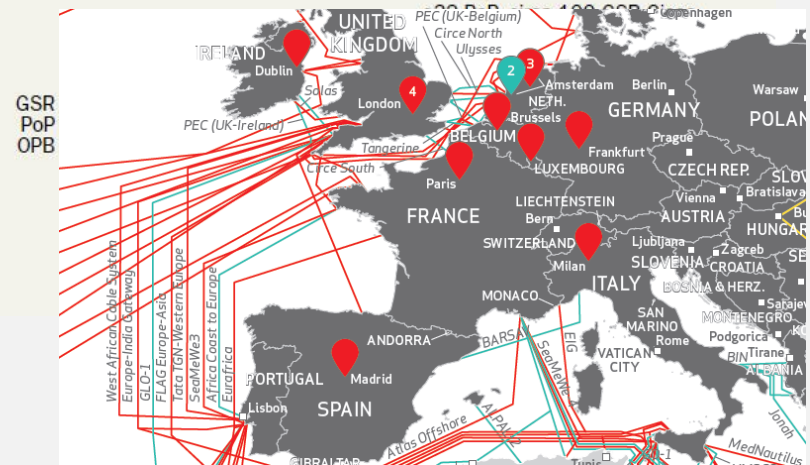 GSR
PoP
OPB
Copenhagen
UNITED
KINGDOM
PEC (UK-Belgium)
Circe North
Ulysses
IRELAND
Dublin
Solas
4
London
2
3
Amsterdam
NETH.
Berlin
GERMANY
Warsaw
PEC (UK-Ireland)
Tangerine
Circe South
BELGIUM
Brussels
Paris
LUXEMBOURG
Frankfurt
Prague
CZECH REP.
FRANCE
LIECHTENSTEIN
Bern
SWITZERLAND
Vienna
AUSTRIA
Bratislava
Milan
ITALY
Ljubljana
SLOVENIA
Zagreb
CROATIA
BOSNIA & HERZ.
MONACO
West African Cable System
Europe-India Gateway
GLO-1
FLAG Europe-Asia
Tata TGN-Western Europe
SeaMeWe3
Africa Coast to Europe
Eurafrica
ANDORRA
BARSAV
SeaMeWe 4
EIG
SAN
MARINO
Rome
VATICAN
CITY
MONTENEGRO
Podgorica
Tirane
BIN
ALBANIA
Jonah
PORTUGAL
Lisbon
Madrid
SPAIN
Atlas Offshore
ALPAL 2
MedNautilus